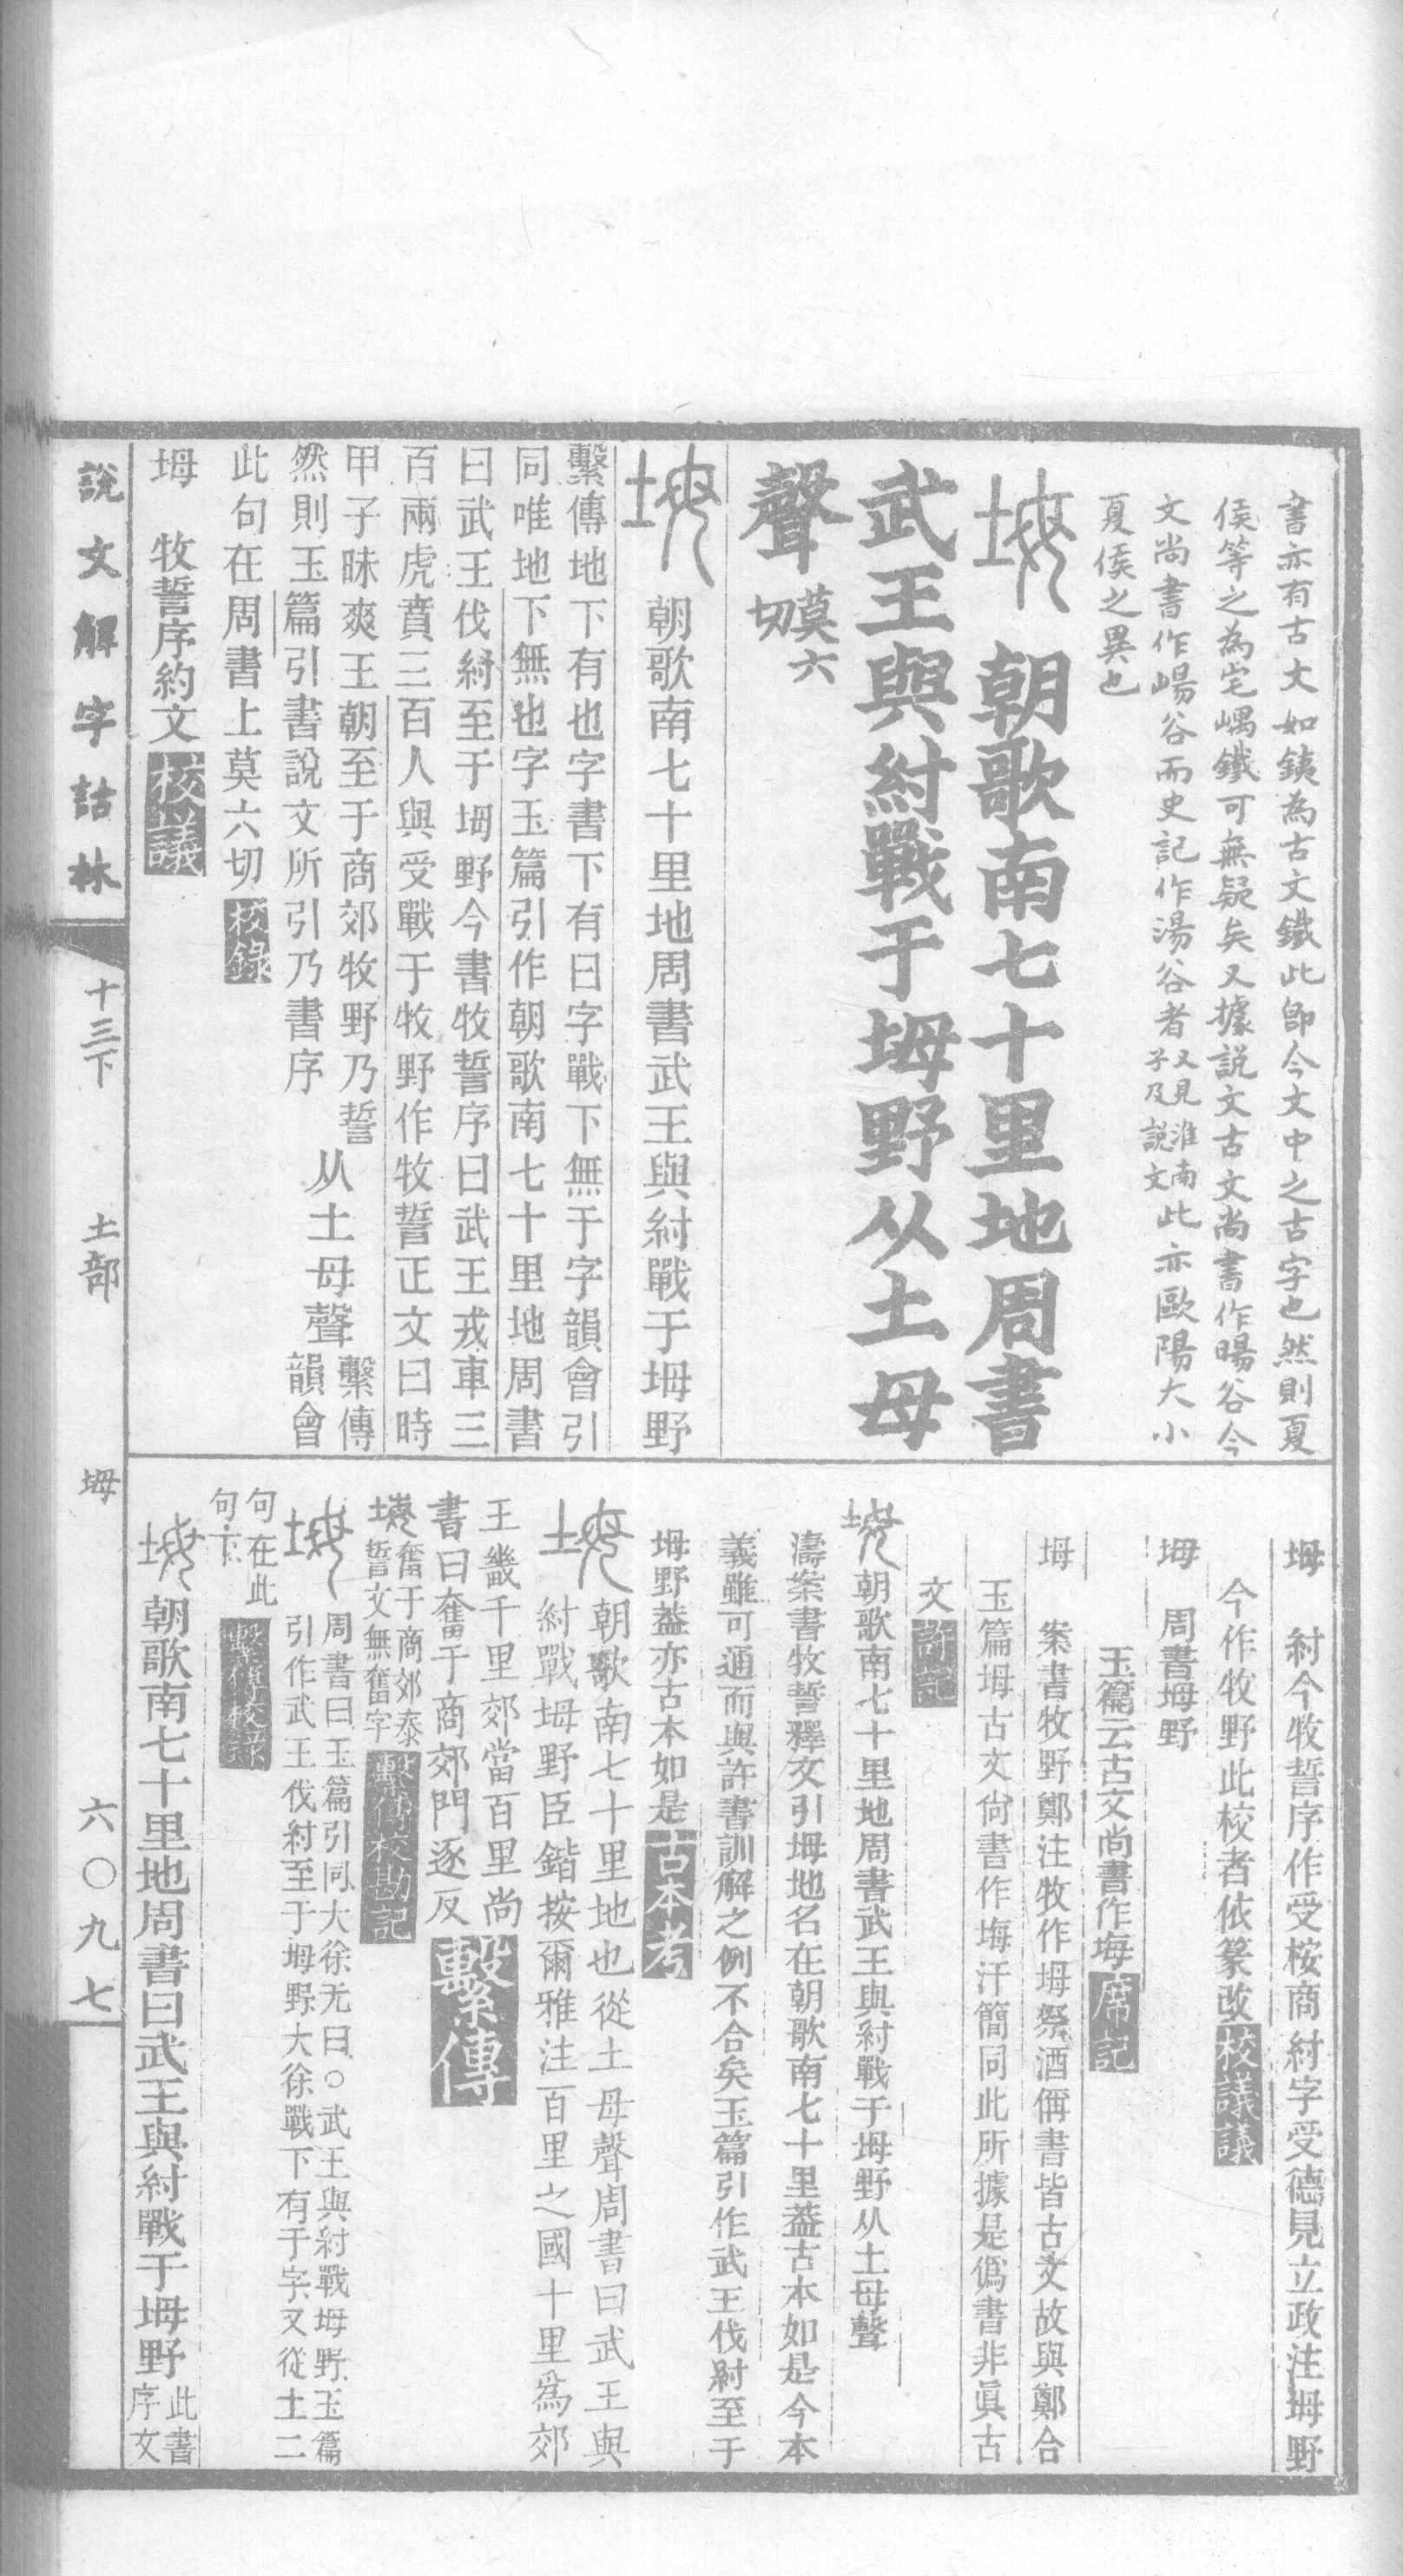 書亦有古文如銕為古文鐵此即今文中之古字也然則夏
侯等之為宅嵎鐵可無疑矣又據說文古文尚書作暘谷今
文尚書作崵谷而史記作湯谷者又見淮南子及說文此亦歐陽大小
夏侯之異也
坶 朝歌南七十里地周書
武王與紂戰于坶野从土母
聲莫六切
坶 朝歌南七十里地周書武王與紂戰于坶野
繫傳地下有也字書下有曰字戰下無于字韻會引
同唯地下無也字玉篇引作朝歌南七十里地周書
曰武王伐紂至于坶野今書牧誓序曰武王戎車三
百兩虎賁三百人與受戰于牧野作牧誓正文曰時
甲子昧爽王朝至于商郊牧野乃誓
然則玉篇引書說文所引乃書序
从土母聲
繫傳韻會
此句在周書上莫六切校錄
坶 牧誓序約文校議
坶 紂今牧誓序作受桉商紂字受德見立政注坶野
今作牧野此校者依篆改校議議
坶 周書坶野
玉篇云古文尚書作坶席記
坶 案書牧野鄭注牧作坶祭酒偁書皆古文故與鄭合
玉篇坶古文尚書作坶汗簡同此所據是僞書非眞古
文許記
坶朝歌南七十里地周書武王與紂戰于坶野从土母聲
濤案書牧誓釋文引坶地名在朝歌南七十里葢古本如是今本
義雖可通而與許書訓解之例不合矣玉篇引作武王伐紂至于
坶野葢亦古本如是古本考
坶朝歌南七十里地也從土母聲周書曰武王與
紂戰坶野臣鍇按爾雅注百里之國十里爲郊
王畿千里郊當百里尚
書曰奮于商郊門逐反繫傳
坶奮于商郊泰
誓文無奮字繫傳校勘記
坶 周書曰玉篇引同大徐无曰○武王與紂戰坶野玉篇
引作武王伐紂至于坶野大徐戰下有于字又從土二
句在此
句上繫傳校錄
坶朝歌南七十里地周書曰武王與紂戰于坶野此書序文
說文解字詁林 十三下 土部 坶 六〇九七